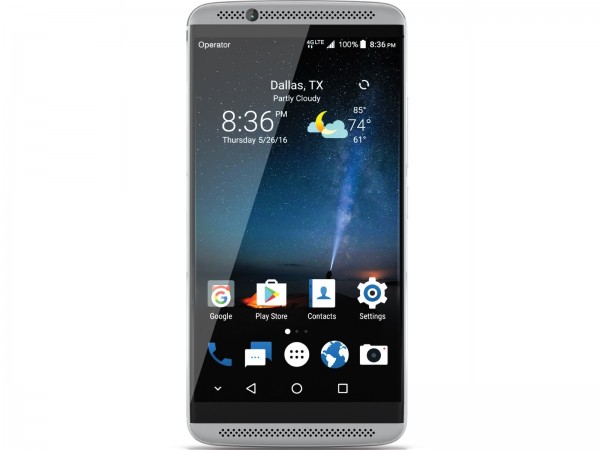 Operator 4G LTE 100% 8:36 PM
Dallas, TX
Partly Cloudy
8:36 PM
Thursday 5/26/16
85°
74°
61°
Google Play Store Contacts Settings